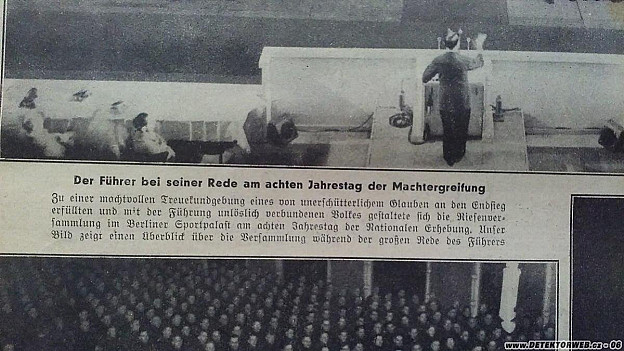 Der Führer bei seiner Rede am achten Jahrestag der Machtergreifung
Zu einer machtvollen Treuekundgebung eines von unerschütterlichem Glauben an den Endsieg
erfüllten und mit der Führung unlöslich verbundenen Volkes gestaltete sich die Riesenver-
sammlung im Berliner Sportpalast am achten Jahrestag der Nationalen Erhebung. Unser
Bild zeigt einen Überblick über die Versammlung während der großen Rede des Führers
www.DETEKTORWEB.cz - 06